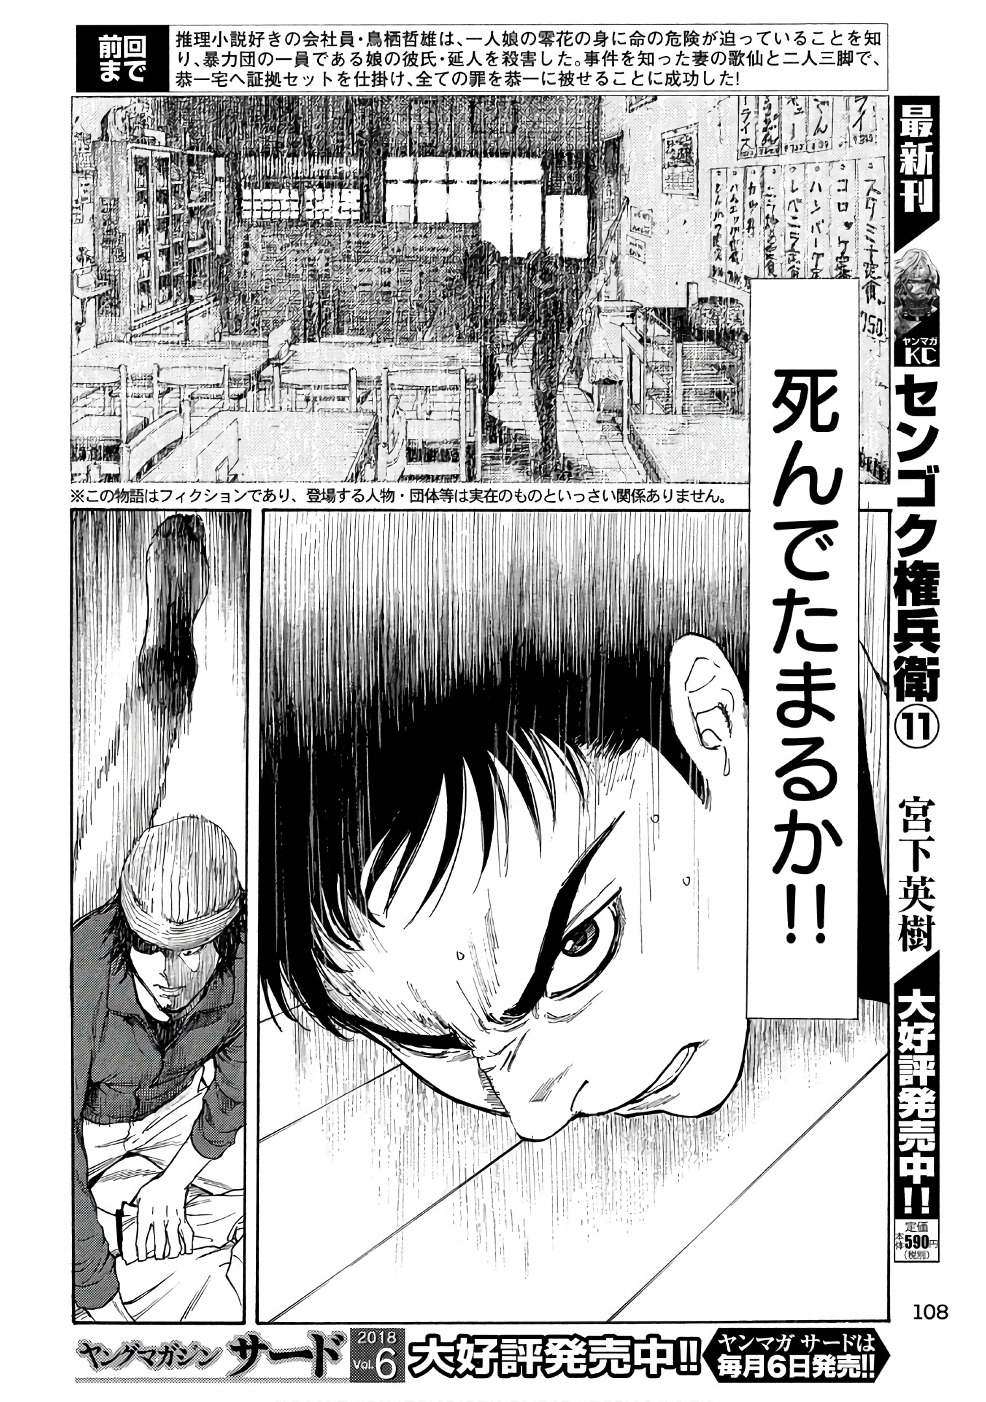 前回まで
推理小説好きの会社員・鳥栖哲雄は、一人娘の零花の身に命の危険が迫っていることを知
り、暴力団の一員である娘の彼氏・延人を殺害した。事件を知った妻の歌仙と二人三脚で、
恭一宅へ証拠セットを仕掛け、全ての罪を恭一に被せることに成功した!
ライス
コロッケ定食
ハンバーグ定
スタミナ定食
750
死んでたまるか!!
※この物語はフィクションであり、登場する人物・団体等は実在のものといっさい関係ありません。
最新刊
ヤンマガ
KC
センゴク権兵衛⑪
宮下英樹
大好評発売中!!
定価
本体590円
(税別)
108
ヤングマガジン サード
2018
Vol.6
大好評発売中!!
ヤンマガ サードは
毎月6日発売!!